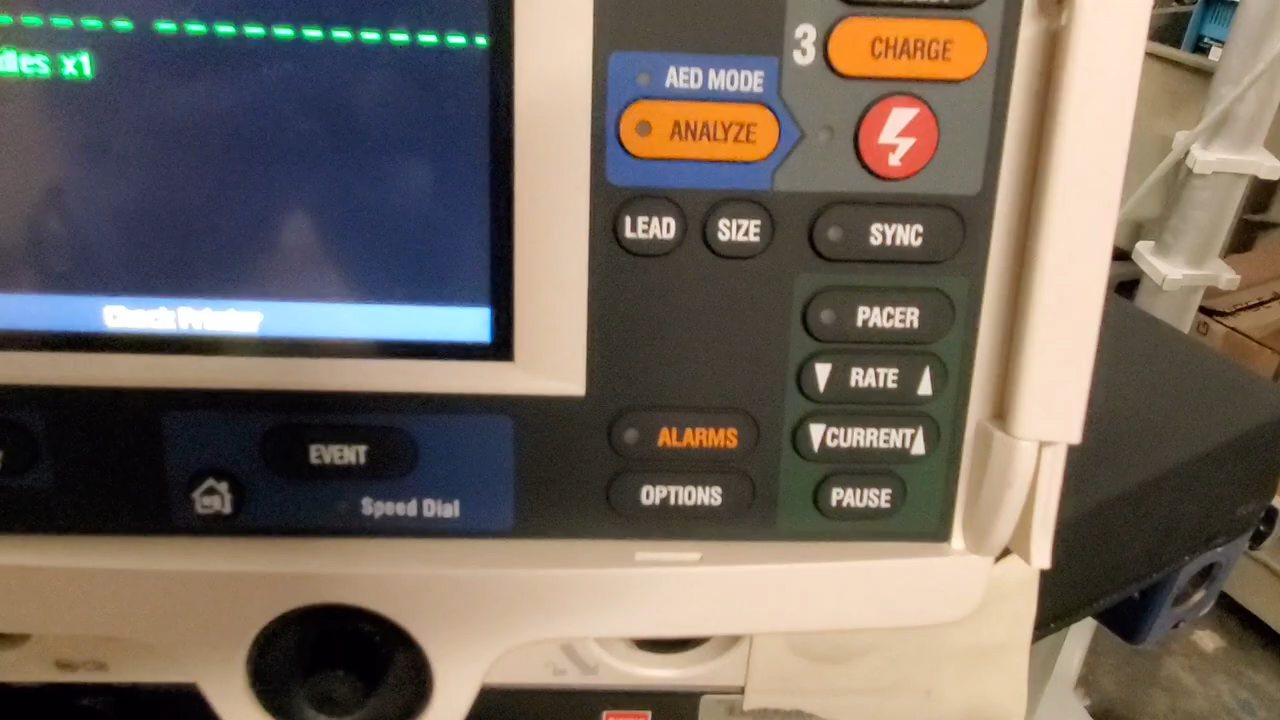 x1
Check Printer
3
CHARGE
AED MODE
ANALYZE
LEAD
SIZE
SYNC
PACER
RATE
CURRENT
PAUSE
ALARMS
OPTIONS
EVENT
Speed Dial